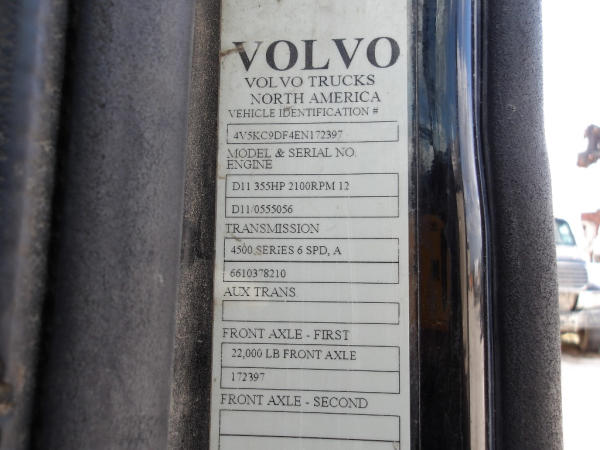 VOLVO
VOLVO TRUCKS
NORTH AMERICA
VEHICLE IDENTIFICATION #
4V5KC9DF4EN172397
MODEL & SERIAL NO.
ENGINE
D11 355HP 2100RPM 12
D11/0555056
TRANSMISSION
4500 SERIES 6 SPD, A
6610378210
AUX TRANS
FRONT AXLE - FIRST
22,000 LB FRONT AXLE
172397
FRONT AXLE - SECOND